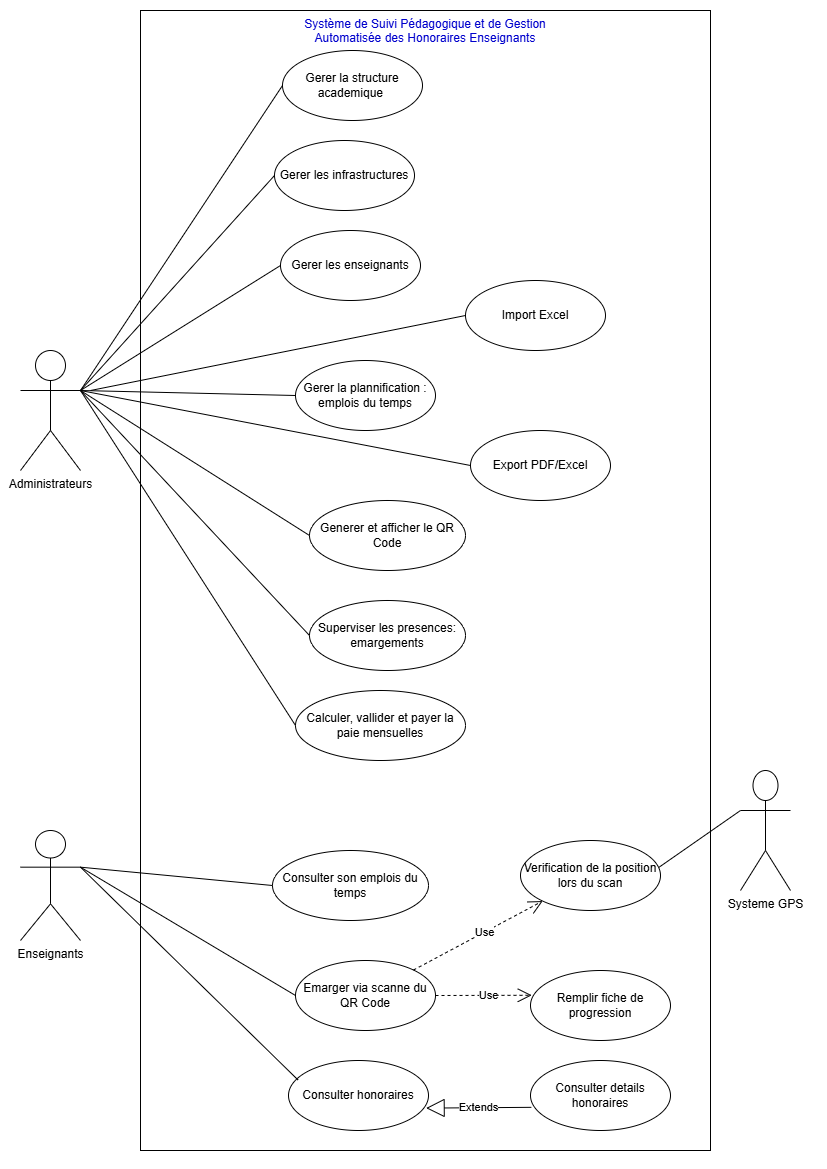 Système de Suivi Pédagogique et de Gestion
Automatisée des Honoraires Enseignants
Gerer la structure
academique
Gerer les infrastructures
Gerer les enseignants
Import Excel
Gerer la plannification :
emplois du temps
Export PDF/Excel
Administrateurs
Generer et afficher le QR
Code
Superviser les presences:
emargements
Calculer, vallider et payer la
paie mensuelles
Verification de la position
lors du scan
Systeme GPS
Consulter son emplois du
temps
Enseignants
Use
Emarger via scanne du
QR Code
Use
Remplir fiche de
progression
Consulter honoraires
Extends
Consulter details
honoraires